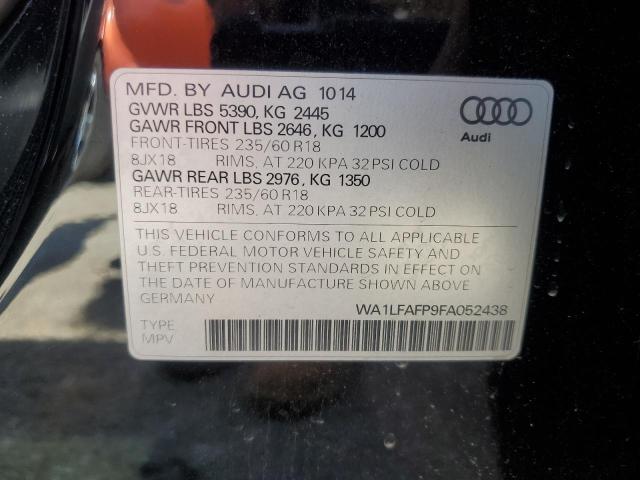 MFD. BY AUDI AG 10 14
GVWR LBS 5390, KG 2445
GAWR FRONT LBS 2646, KG 1200
FRONT-TIRES 235/60 R18
8JX18 RIMS, AT 220 KPA 32 PSI COLD
GAWR REAR LBS 2976, KG 1350
REAR-TIRES 235/60 R18
8JX18 RIMS, AT 220 KPA 32 PSI COLD
Audi
THIS VEHICLE CONFORMS TO ALL APPLICABLE
U.S. FEDERAL MOTOR VEHICLE SAFETY AND
THEFT PREVENTION STANDARDS IN EFFECT ON
THE DATE OF MANUFACTURE SHOWN ABOVE
GERMANY
WA1LFAFP9FA052438
TYPE
MPV